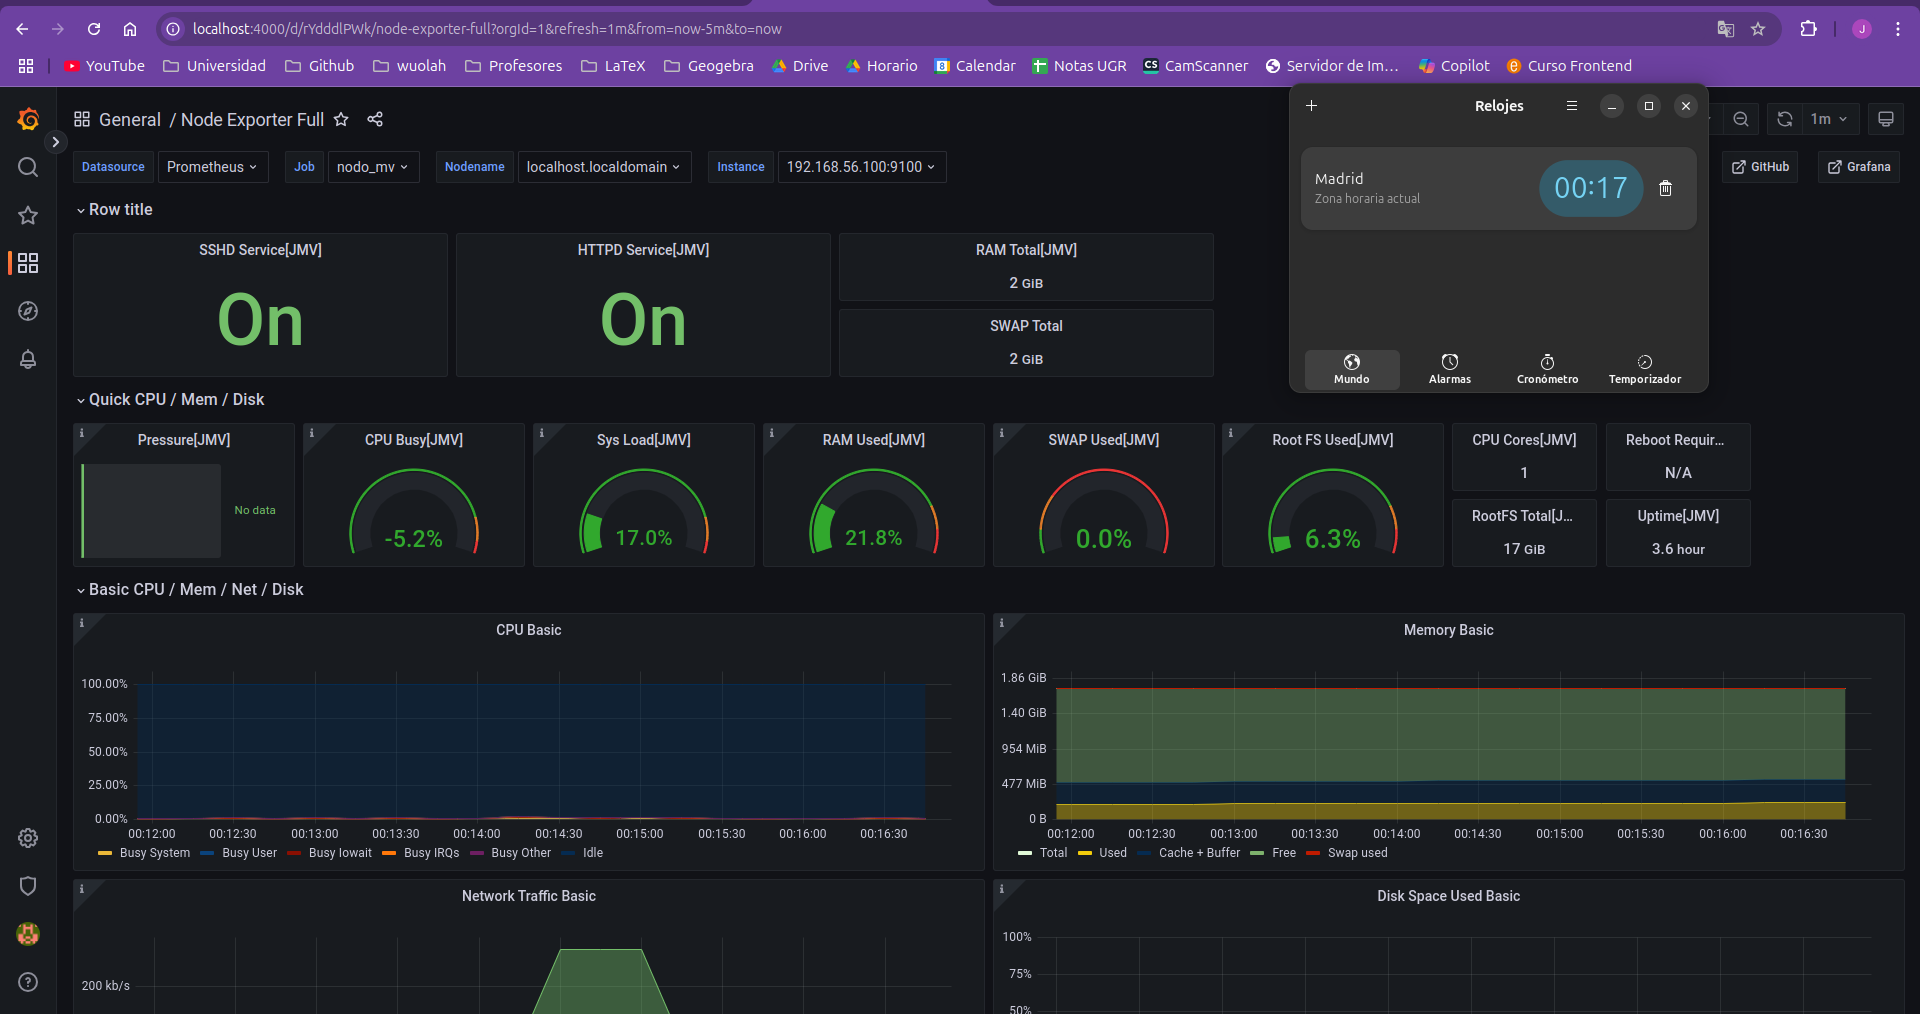 localhost:4000/d/rYdddlPWk/node-exporter-full?orgId=1&refresh=1m&from=now-5m&to=now
J
YouTube Universidad Github wuolah Profesores LaTeX Geogebra Drive Horario Calendar Notas UGR CamScanner Servidor de Im... Copilot Curso Frontend
General / Node Exporter Full
1m
Datasource Prometheus Job nodo_mv Nodename localhost.localdomain Instance 192.168.56.100:9100
GitHub Grafana
Relojes
Madrid
Zona horaria actual
00:17
Mundo Alarmas Cronómetro Temporizador
Row title
SSHD Service[JMV]
On
HTTPD Service[JMV]
On
RAM Total[JMV]
2 GiB
SWAP Total
2 GiB
Quick CPU / Mem / Disk
Pressure[JMV]
No data
CPU Busy[JMV]
-5.2%
Sys Load[JMV]
17.0%
RAM Used[JMV]
21.8%
SWAP Used[JMV]
0.0%
Root FS Used[JMV]
6.3%
CPU Cores[JMV]
1
Reboot Requir...
N/A
RootFS Total[J...
17 GiB
Uptime[JMV]
3.6 hour
Basic CPU / Mem / Net / Disk
CPU Basic
100.00%
75.00%
50.00%
25.00%
0.00%
00:12:00 00:12:30 00:13:00 00:13:30 00:14:00 00:14:30 00:15:00 00:15:30 00:16:00 00:16:30
Busy System Busy User Busy Iowait Busy IRQs Busy Other Idle
Memory Basic
1.86 GiB
1.40 GiB
954 MiB
477 MiB
0 B
00:12:00 00:12:30 00:13:00 00:13:30 00:14:00 00:14:30 00:15:00 00:15:30 00:16:00 00:16:30
Total Used Cache + Buffer Free Swap used
Network Traffic Basic
200 kb/s
Disk Space Used Basic
100%
75%
50%